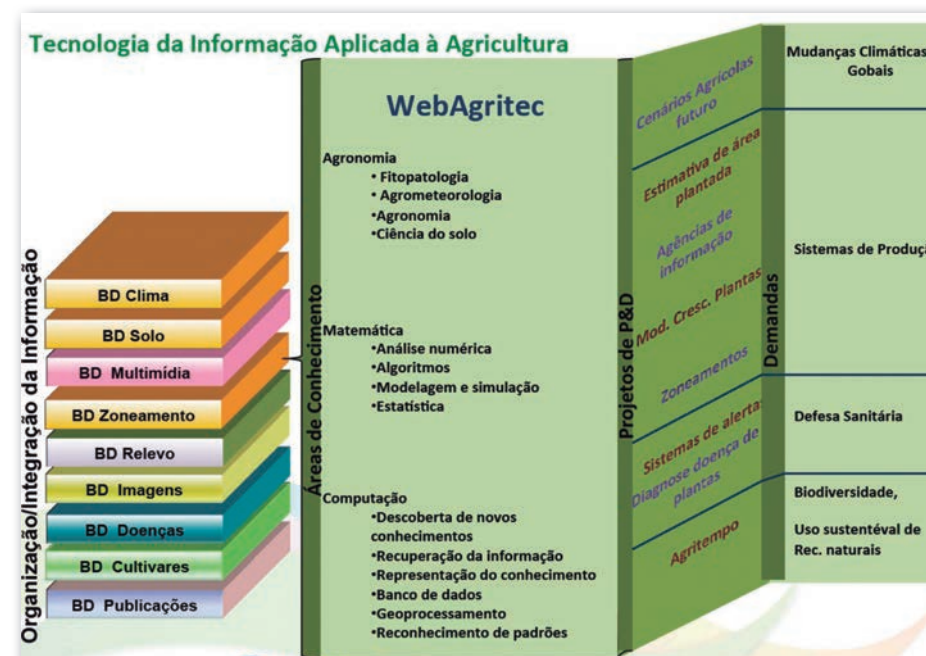 Tecnologia da Informação Aplicada à Agricultura
Organização/Integração da Informação
BD Clima
BD Solo
BD Multimídia
BD Zoneamento
BD Relevo
BD Imagens
BD Doenças
BD Cultivares
BD Publicações
Áreas de Conhecimento
WebAgritec
Agronomia
•Fitopatologia
•Agrometeorologia
•Agronomia
•Ciência do solo
Matemática
•Análise numérica
•Algoritmos
•Modelagem e simulação
•Estatística
Computação
•Descoberta de novos
conhecimentos
•Recuperação da informação
•Representação do conhecimento
•Banco de dados
•Geoprocessamento
•Reconhecimento de padrões
Projetos de P&D
Cenários Agrícolas
futuro
Estimativa de área
plantada
Agências de
informação
Mod. Cresc. Plantas
Zoneamentos
Sistemas de alerta
Diagnose doença de
plantas
Agritempo
Demandas
Mudanças Climáticas
Gobais
Sistemas de Produçã
Defesa Sanitária
Biodiversidade,
Uso sustentéval de
Rec. naturais